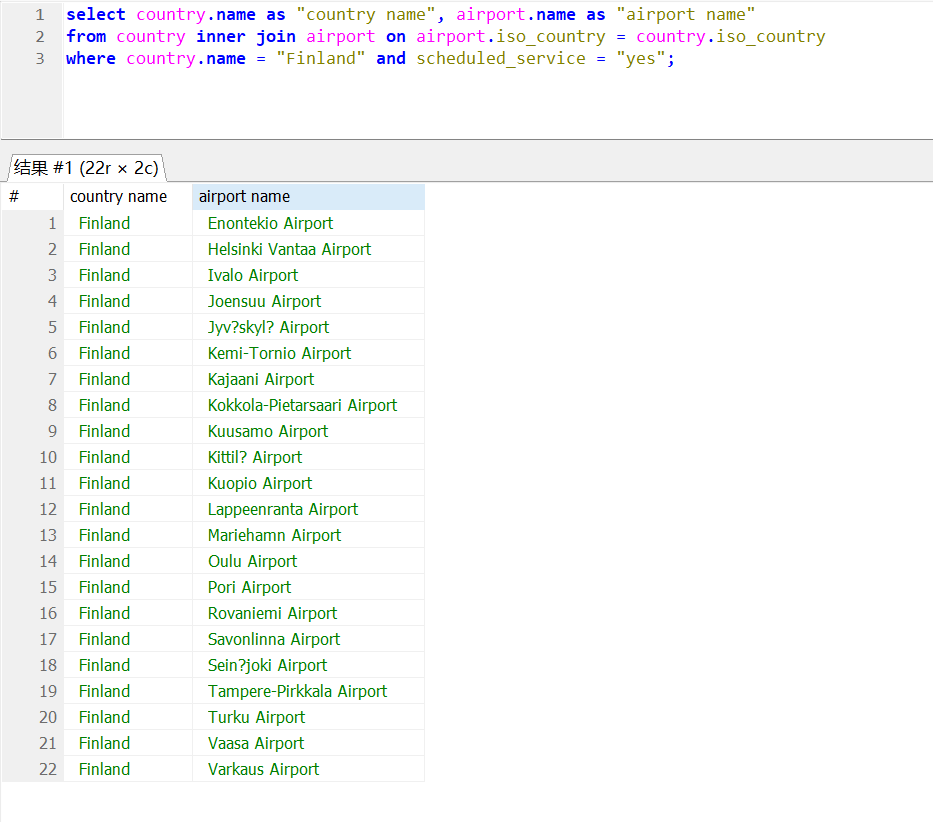 1 select country.name as "country name", airport.name as "airport name"
2 from country inner join airport on airport.iso_country = country.iso_country
3 where country.name = "Finland" and scheduled_service = "yes";
结果 #1 (22r × 2c)
# country name airport name
1 Finland Enontekio Airport
2 Finland Helsinki Vantaa Airport
3 Finland Ivalo Airport
4 Finland Joensuu Airport
5 Finland Jyv?skyl? Airport
6 Finland Kemi-Tornio Airport
7 Finland Kajaani Airport
8 Finland Kokkola-Pietarsaari Airport
9 Finland Kuusamo Airport
10 Finland Kittil? Airport
11 Finland Kuopio Airport
12 Finland Lappeenranta Airport
13 Finland Mariehamn Airport
14 Finland Oulu Airport
15 Finland Pori Airport
16 Finland Rovaniemi Airport
17 Finland Savonlinna Airport
18 Finland Sein?joki Airport
19 Finland Tampere-Pirkkala Airport
20 Finland Turku Airport
21 Finland Vaasa Airport
22 Finland Varkaus Airport